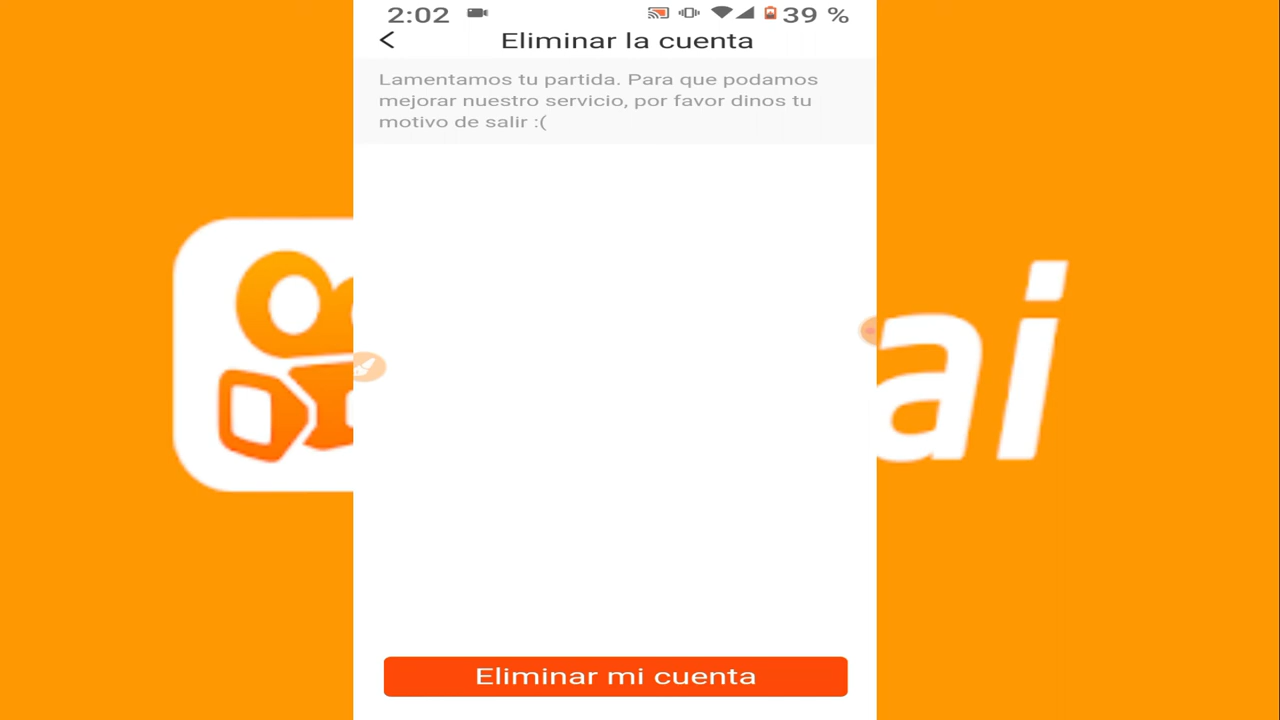 2:02 39 %
Eliminar la cuenta
Lamentamos tu partida. Para que podamos
mejorar nuestro servicio, por favor dinos tu
motivo de salir :(
ai
Eliminar mi cuenta